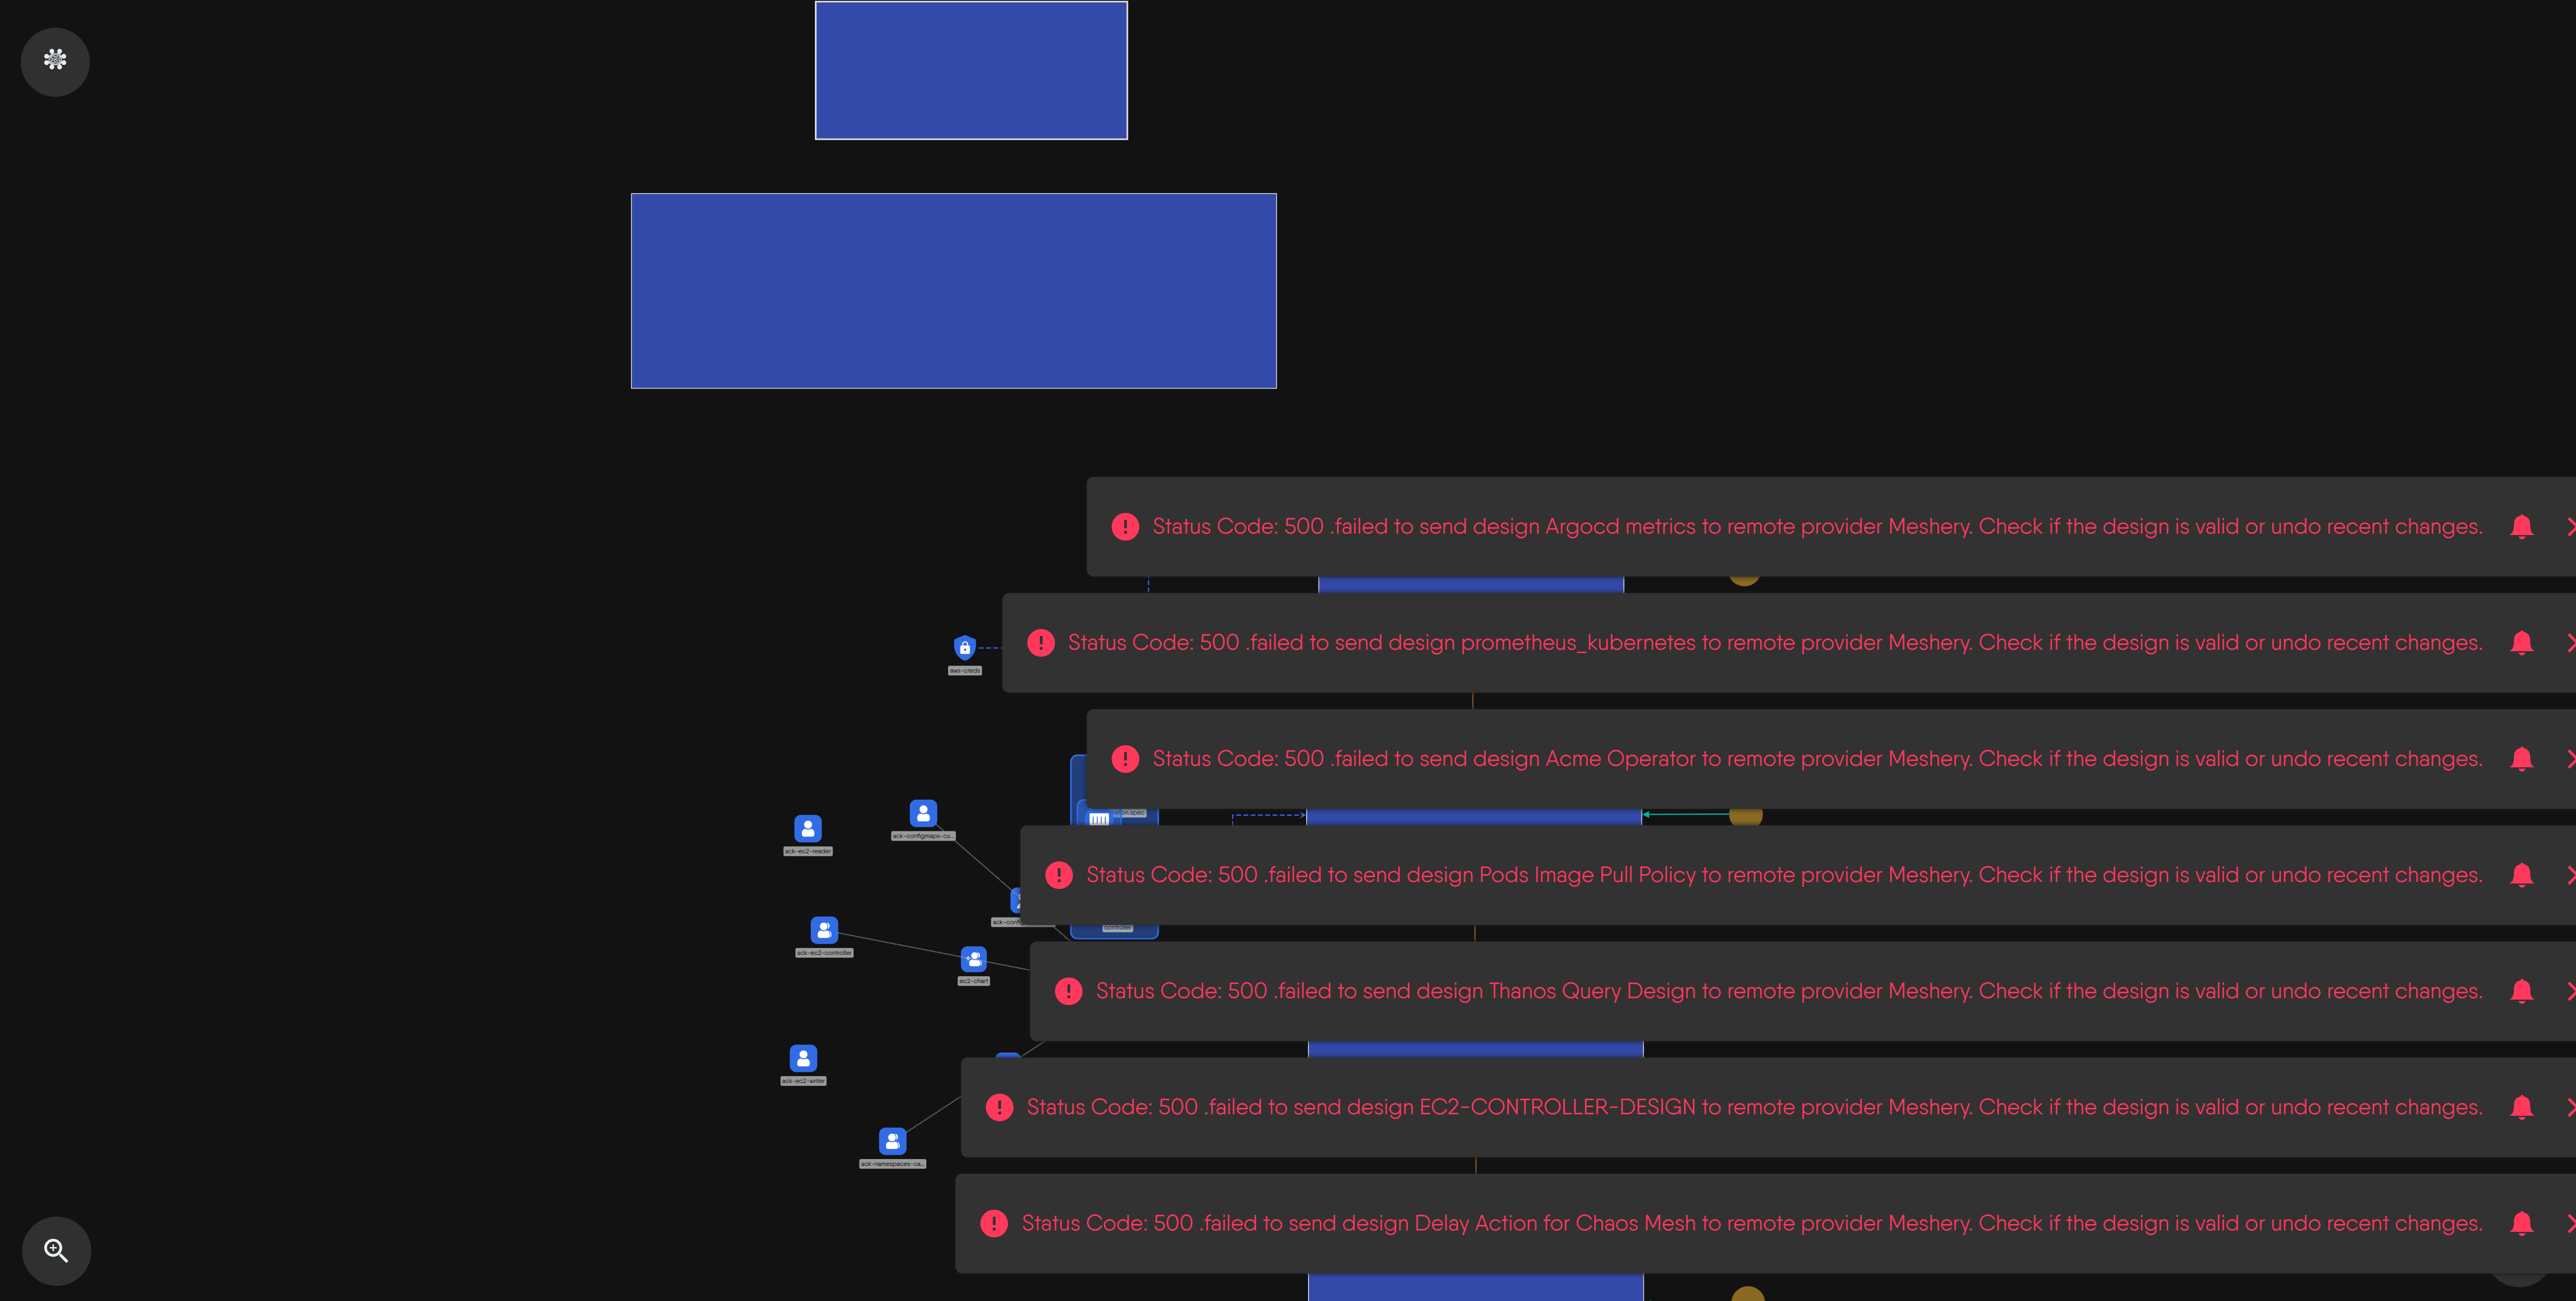 Status Code: 500 .failed to send design Argocd metrics to remote provider Meshery. Check if the design is valid or undo recent changes.
Status Code: 500 .failed to send design prometheus_kubernetes to remote provider Meshery. Check if the design is valid or undo recent changes.
aws-creds
Status Code: 500 .failed to send design Acme Operator to remote provider Meshery. Check if the design is valid or undo recent changes.
ion.spec
ack-configmaps-ca...
ack-ec2-reader
Status Code: 500 .failed to send design Pods Image Pull Policy to remote provider Meshery. Check if the design is valid or undo recent changes.
ack-conf
controller
ack-ec2-controller
ec2-chart
Status Code: 500 .failed to send design Thanos Query Design to remote provider Meshery. Check if the design is valid or undo recent changes.
ack-ec2-writer
Status Code: 500 .failed to send design EC2-CONTROLLER-DESIGN to remote provider Meshery. Check if the design is valid or undo recent changes.
ack-namespaces-ca...
Status Code: 500 .failed to send design Delay Action for Chaos Mesh to remote provider Meshery. Check if the design is valid or undo recent changes.